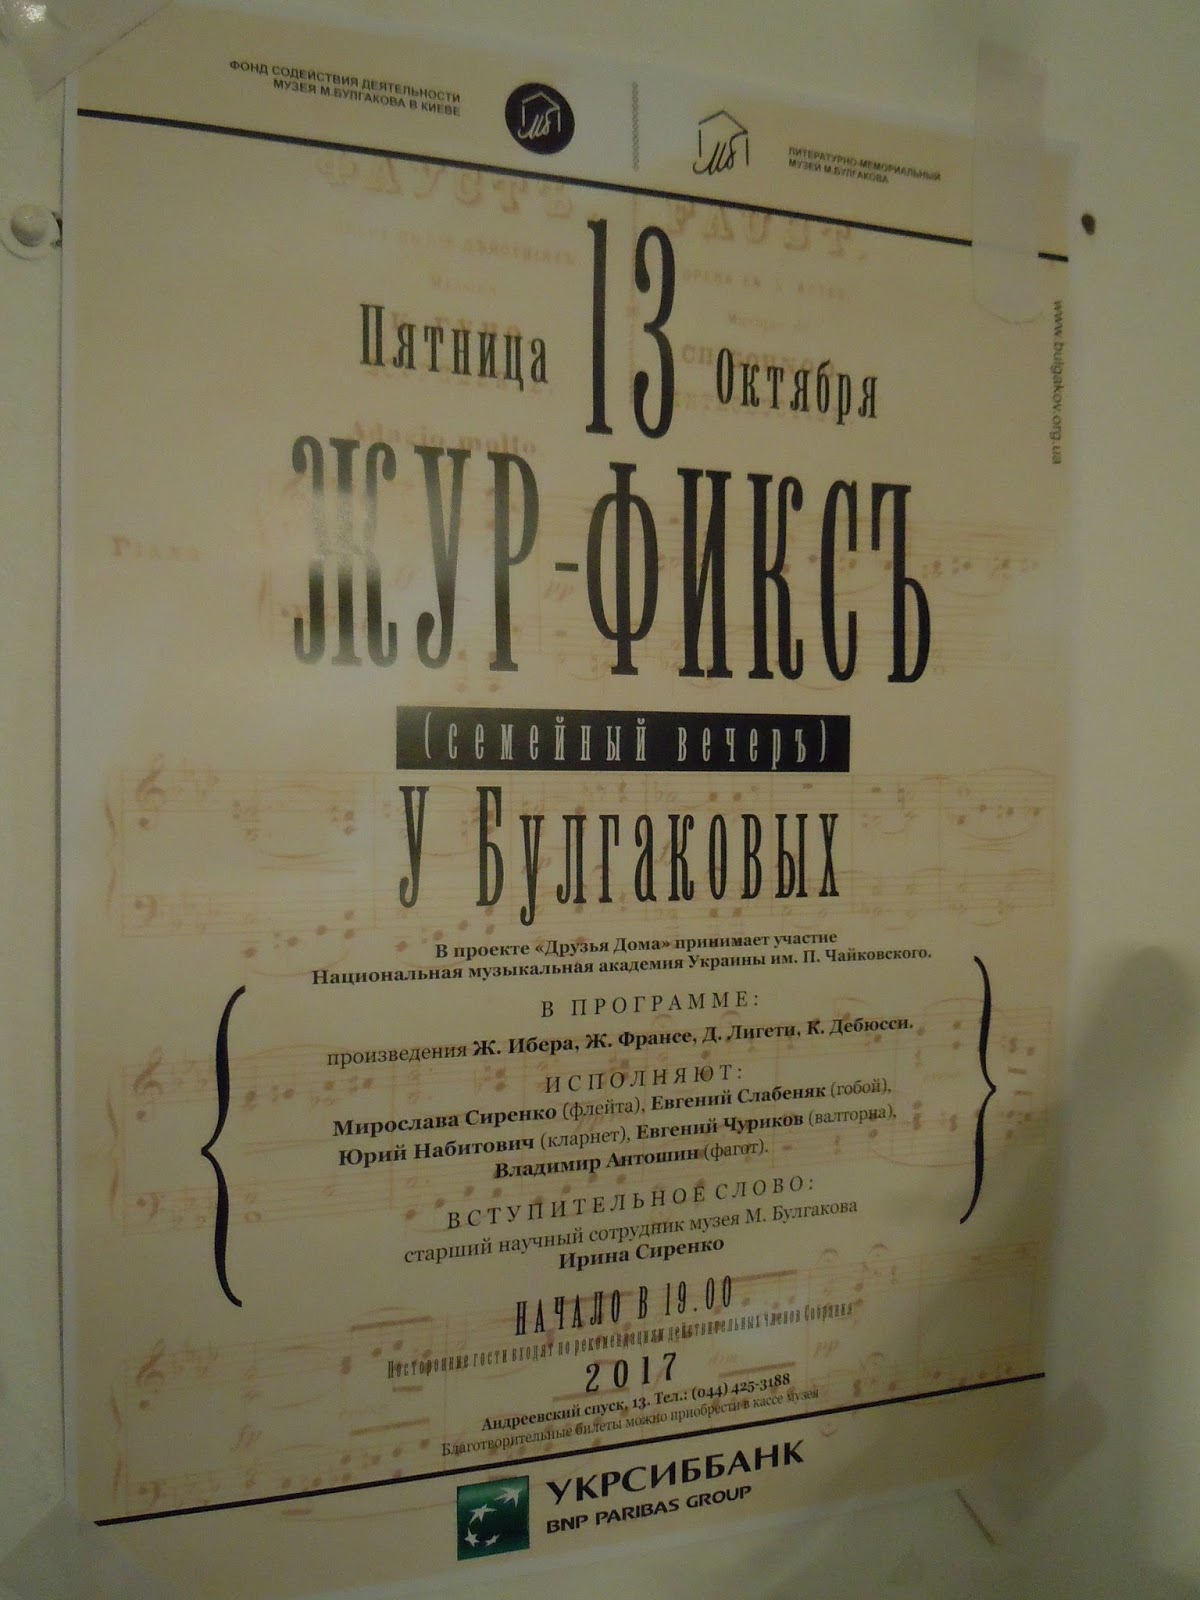 ФОНД СОДЕЙСТВИЯ ДЕЯТЕЛЬНОСТИ
МУЗЕЯ М.БУЛГАКОВА В КИЕВЕ
МБ
МБ
ЛИТЕРАТУРНО-МЕМОРИАЛЬНЫЙ
МУЗЕЙ М.БУЛГАКОВА
www.bulgakov.org.ua
Пятница 13 Октября
ЖУР-ФИКСЪ
(семейный вечеръ)
У Булгаковых
В проекте «Друзья Дома» принимает участие
Национальная музыкальная академия Украины им. П. Чайковского.
В ПРОГРАММЕ:
произведения Ж. Ибера, Ж. Франсе, Д. Лигети, К. Дебюсси.
ИСПОЛНЯЮТ:
Мирослава Сиренко (флейта), Евгений Слабеняк (гобой),
Юрий Набитович (кларнет), Евгений Чуриков (валторна),
Владимир Антошин (фагот).
ВСТУПИТЕЛЬНОЕ СЛОВО:
старший научный сотрудник музея М. Булгакова
Ирина Сиренко
НАЧАЛО В 19.00
Посторонние гости входят по рекомендациям действительных членов Собрания
2017
Андреевский спуск, 13. Тел.: (044) 425-3188
Благотворительные билеты можно приобрести в кассе музея
УКРСИББАНК
BNP PARIBAS GROUP